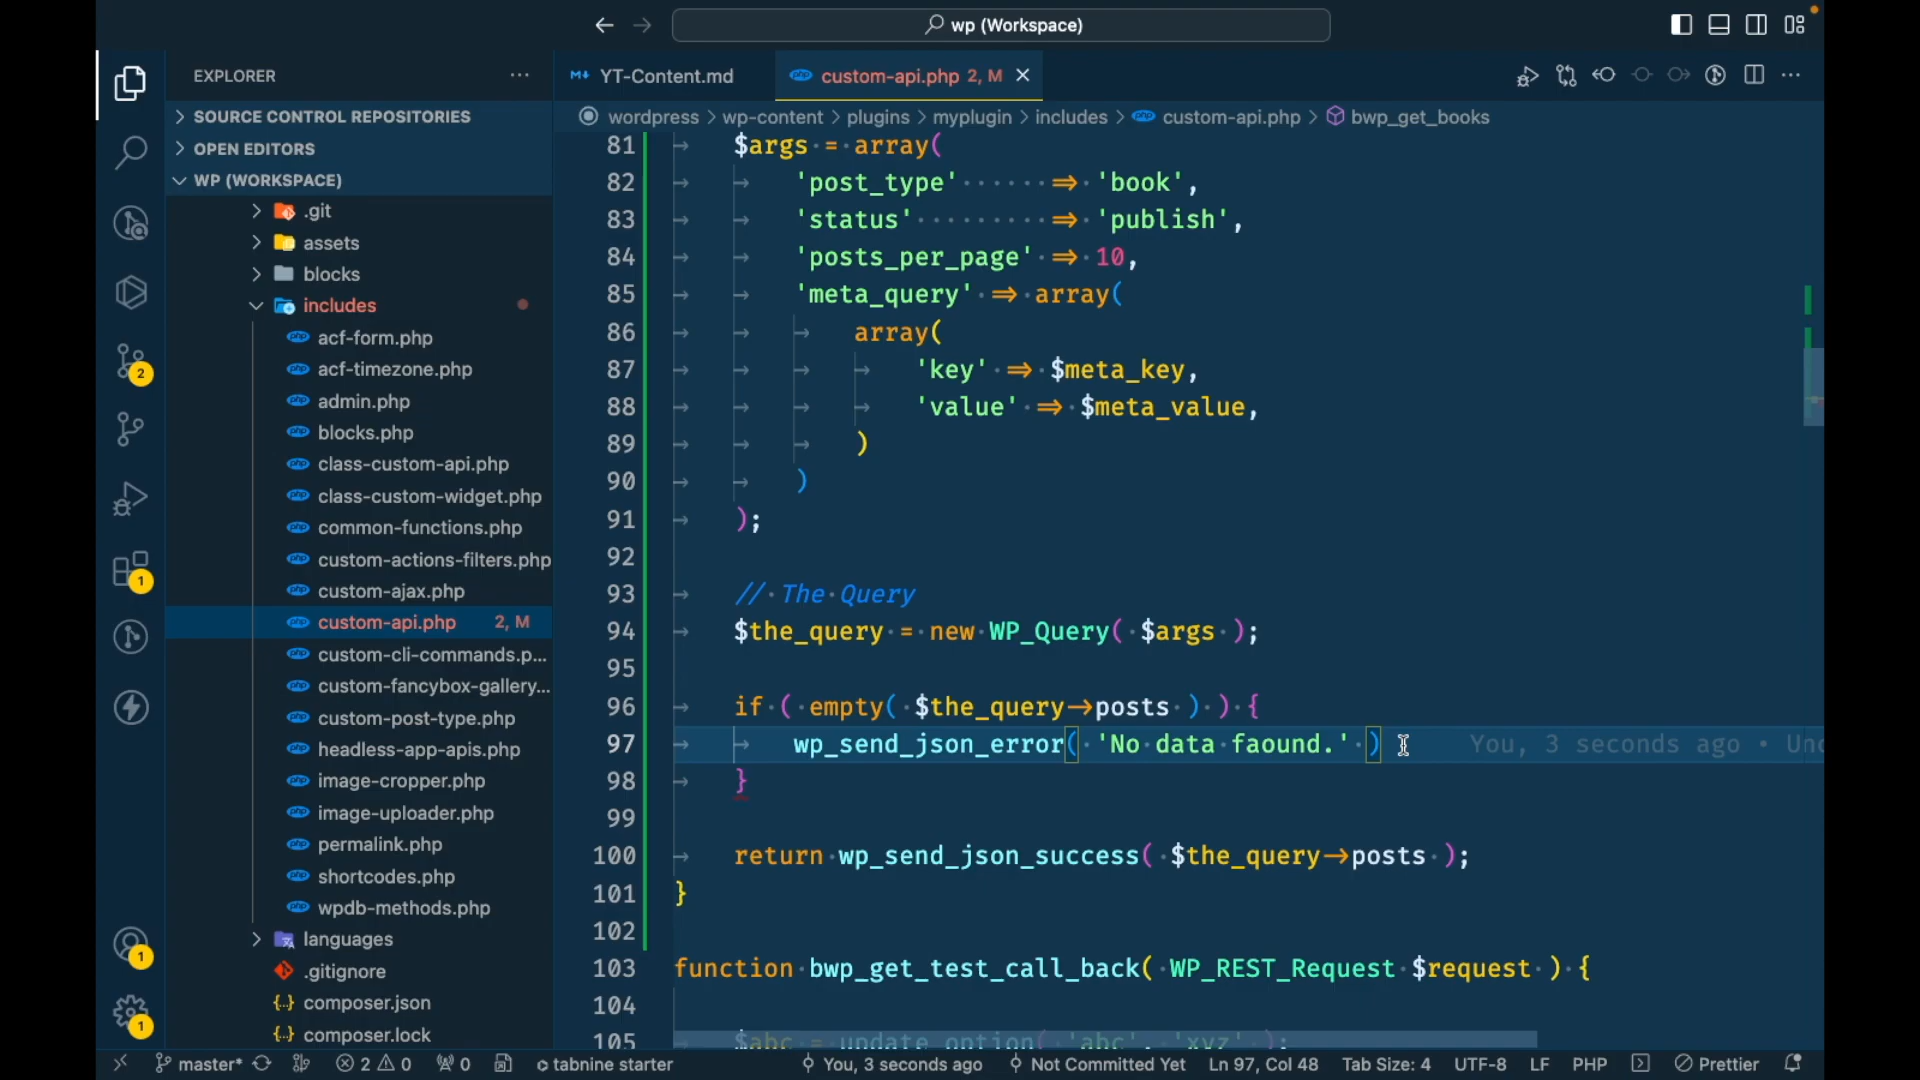 wp (Workspace)
EXPLORER
SOURCE CONTROL REPOSITORIES
OPEN EDITORS
WP (WORKSPACE)
.git
assets
blocks
includes
acf-form.php
acf-timezone.php
admin.php
blocks.php
class-custom-api.php
class-custom-widget.php
common-functions.php
custom-actions-filters.php
custom-ajax.php
custom-api.php 2, M
custom-cli-commands.p...
custom-fancybox-gallery...
custom-post-type.php
headless-app-apis.php
image-cropper.php
image-uploader.php
permalink.php
shortcodes.php
wpdb-methods.php
languages
.gitignore
composer.json
composer.lock
2
1
1
1
YT-Content.md
custom-api.php 2, M
wordpress > wp-content > plugins > myplugin > includes > custom-api.php > bwp_get_books
81 $args = array(
82 'post_type' => 'book',
83 'status' => 'publish',
84 'posts_per_page' => 10,
85 'meta_query' => array(
86 array(
87 'key' => $meta_key,
88 'value' => $meta_value,
89 )
90 )
91 );
92
93 // The Query
94 $the_query = new WP_Query( $args );
95
96 if ( empty( $the_query->posts ) ) {
97 wp_send_json_error( 'No data faound.' ) You, 3 seconds ago • Unc
98 }
99
100 return wp_send_json_success( $the_query->posts );
101 }
102
103 function bwp_get_test_call_back( WP_REST_Request $request ) {
104
105 $abc = update_option( 'abc', 'xyz' );
master* 2 0 0 tabnine starter You, 3 seconds ago Not Committed Yet Ln 97, Col 48 Tab Size: 4 UTF-8 LF PHP Prettier